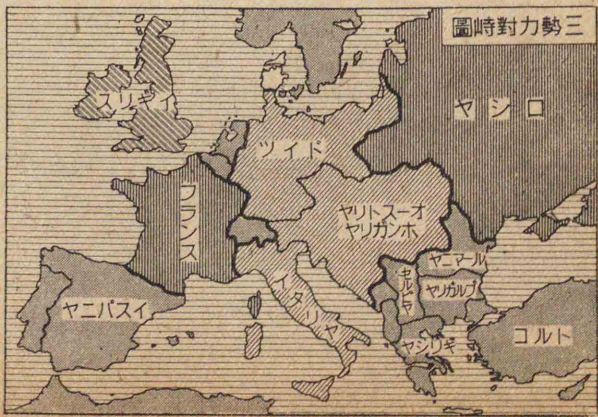 三勢力對峙圖
イギリス
ロシヤ
ドイツ
フランス
オーストリヤ
ホンガリヤ
ルーマニヤ
セルビヤ
ブルガリヤ
イタリヤ
イスパニヤ
ギリシヤ
トルコ